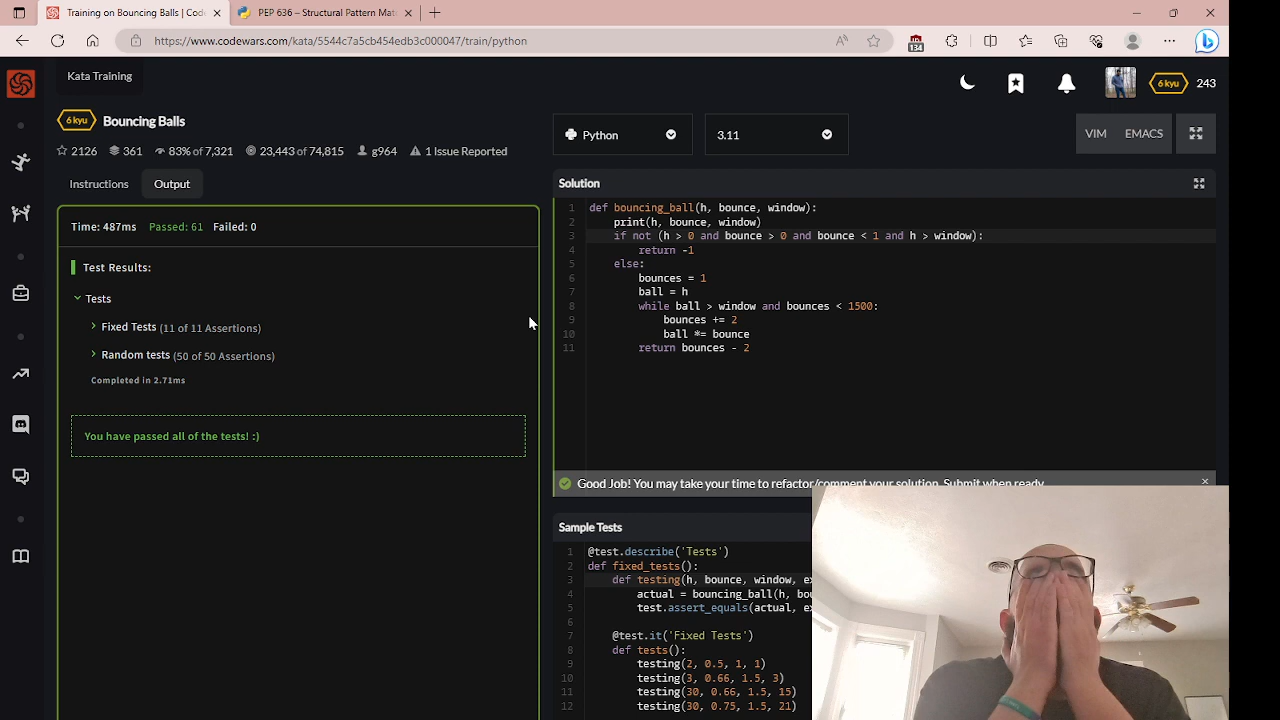 Training on Bouncing Balls | Cod
PEP 636 – Structural Pattern Mat
https://www.codewars.com/kata/5544c7a5cb454edb3c000047/train/python
134
Kata Training
6 kyu
243
6 kyu Bouncing Balls
2126 361 83% of 7,321 23,443 of 74,815 g964 1 Issue Reported
Python
3.11
VIM
EMACS
Instructions
Output
Time: 487ms Passed: 61 Failed: 0
Test Results:
Tests
Fixed Tests (11 of 11 Assertions)
Random tests (50 of 50 Assertions)
Completed in 2.71ms
You have passed all of the tests! :)
Solution
1 def bouncing_ball(h, bounce, window):
2 print(h, bounce, window)
3 if not (h > 0 and bounce > 0 and bounce < 1 and h > window):
4 return -1
5 else:
6 bounces = 1
7 ball = h
8 while ball > window and bounces < 1500:
9 bounces += 2
10 ball *= bounce
11 return bounces - 2
Good Job! You may take your time to refactor/comment your solution. Submit when ready.
Sample Tests
1 @test.describe('Tests')
2 def fixed_tests():
3 def testing(h, bounce, window, ex
4 actual = bouncing_ball(h, bou
5 test.assert_equals(actual, ex
6
7 @test.it('Fixed Tests')
8 def tests():
9 testing(2, 0.5, 1, 1)
10 testing(3, 0.66, 1.5, 3)
11 testing(30, 0.66, 1.5, 15)
12 testing(30, 0.75, 1.5, 21)